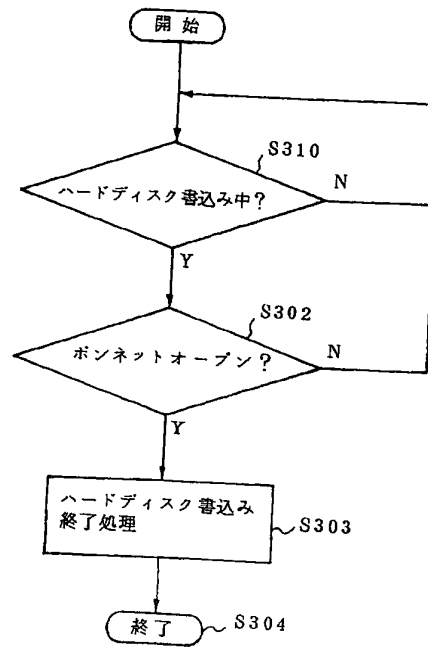 開始
S310
ハードディスク書込み中?
N
Y
S302
ボンネットオープン?
N
Y
ハードディスク書込み
終了処理
S303
終了
S304